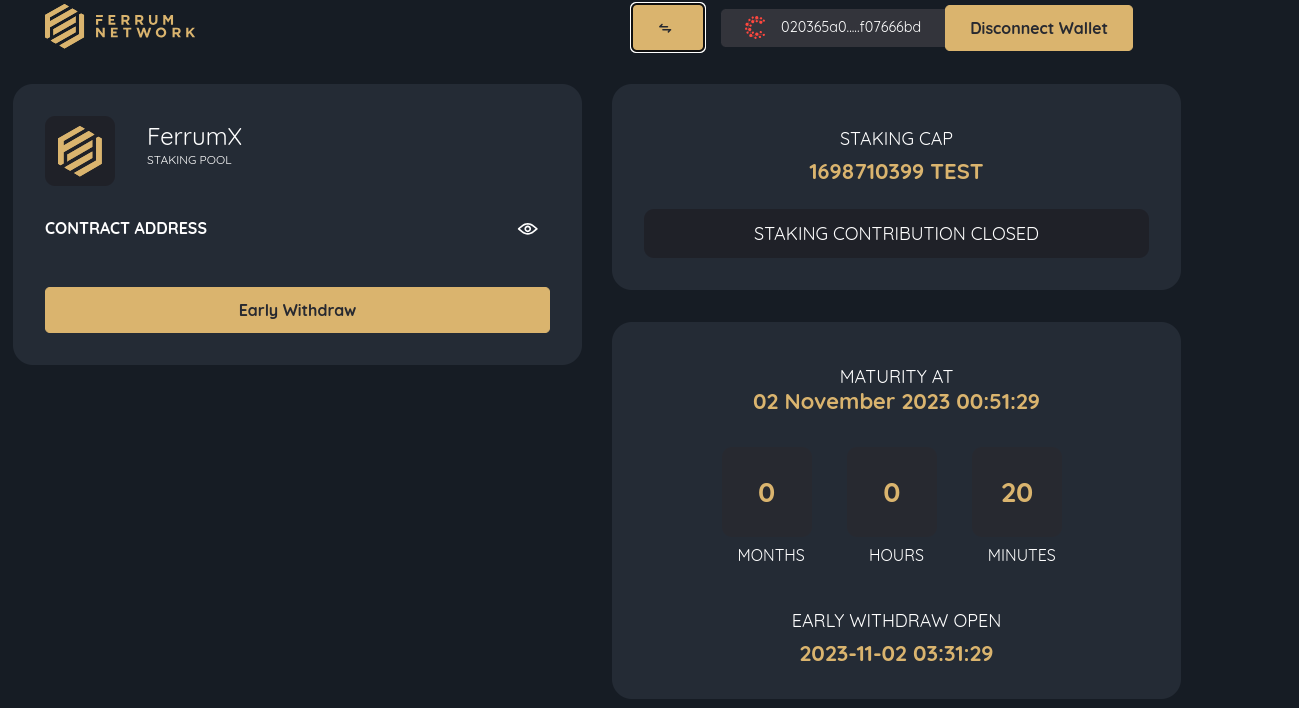 FERRUM
NETWORK
020365a0.....f07666bd
Disconnect Wallet
FerrumX
STAKING POOL
CONTRACT ADDRESS
Early Withdraw
STAKING CAP
1698710399 TEST
STAKING CONTRIBUTION CLOSED
MATURITY AT
02 November 2023 00:51:29
0 0 20
MONTHS HOURS MINUTES
EARLY WITHDRAW OPEN
2023-11-02 03:31:29